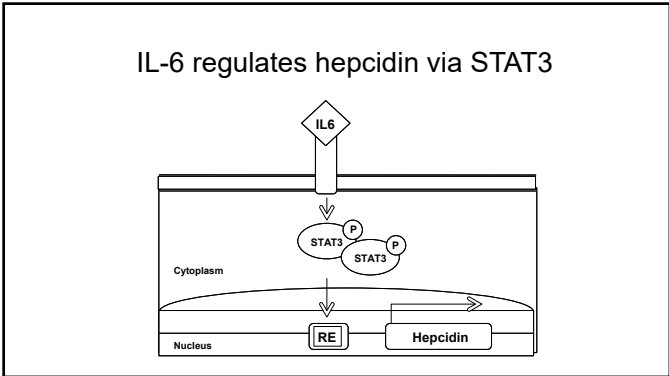 IL-6 regulates hepcidin via STAT3
IL6
P
STAT3
P
STAT3
Cytoplasm
RE
Hepcidin
Nucleus